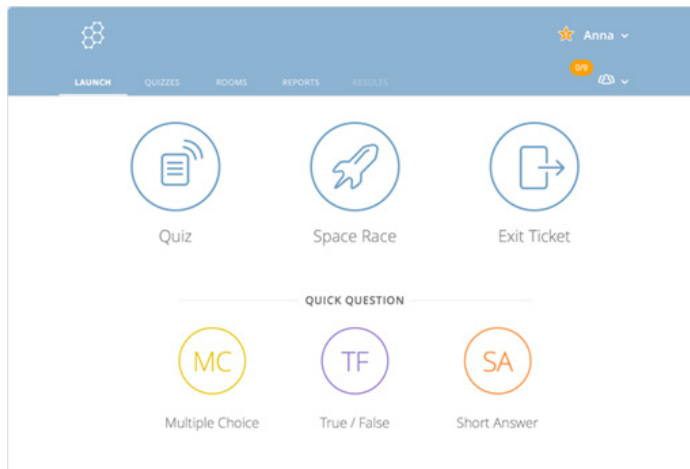 Anna
0/9
LAUNCH QUIZZES ROOMS REPORTS RESULTS
Quiz Space Race Exit Ticket
QUICK QUESTION
MC TF SA
Multiple Choice True / False Short Answer